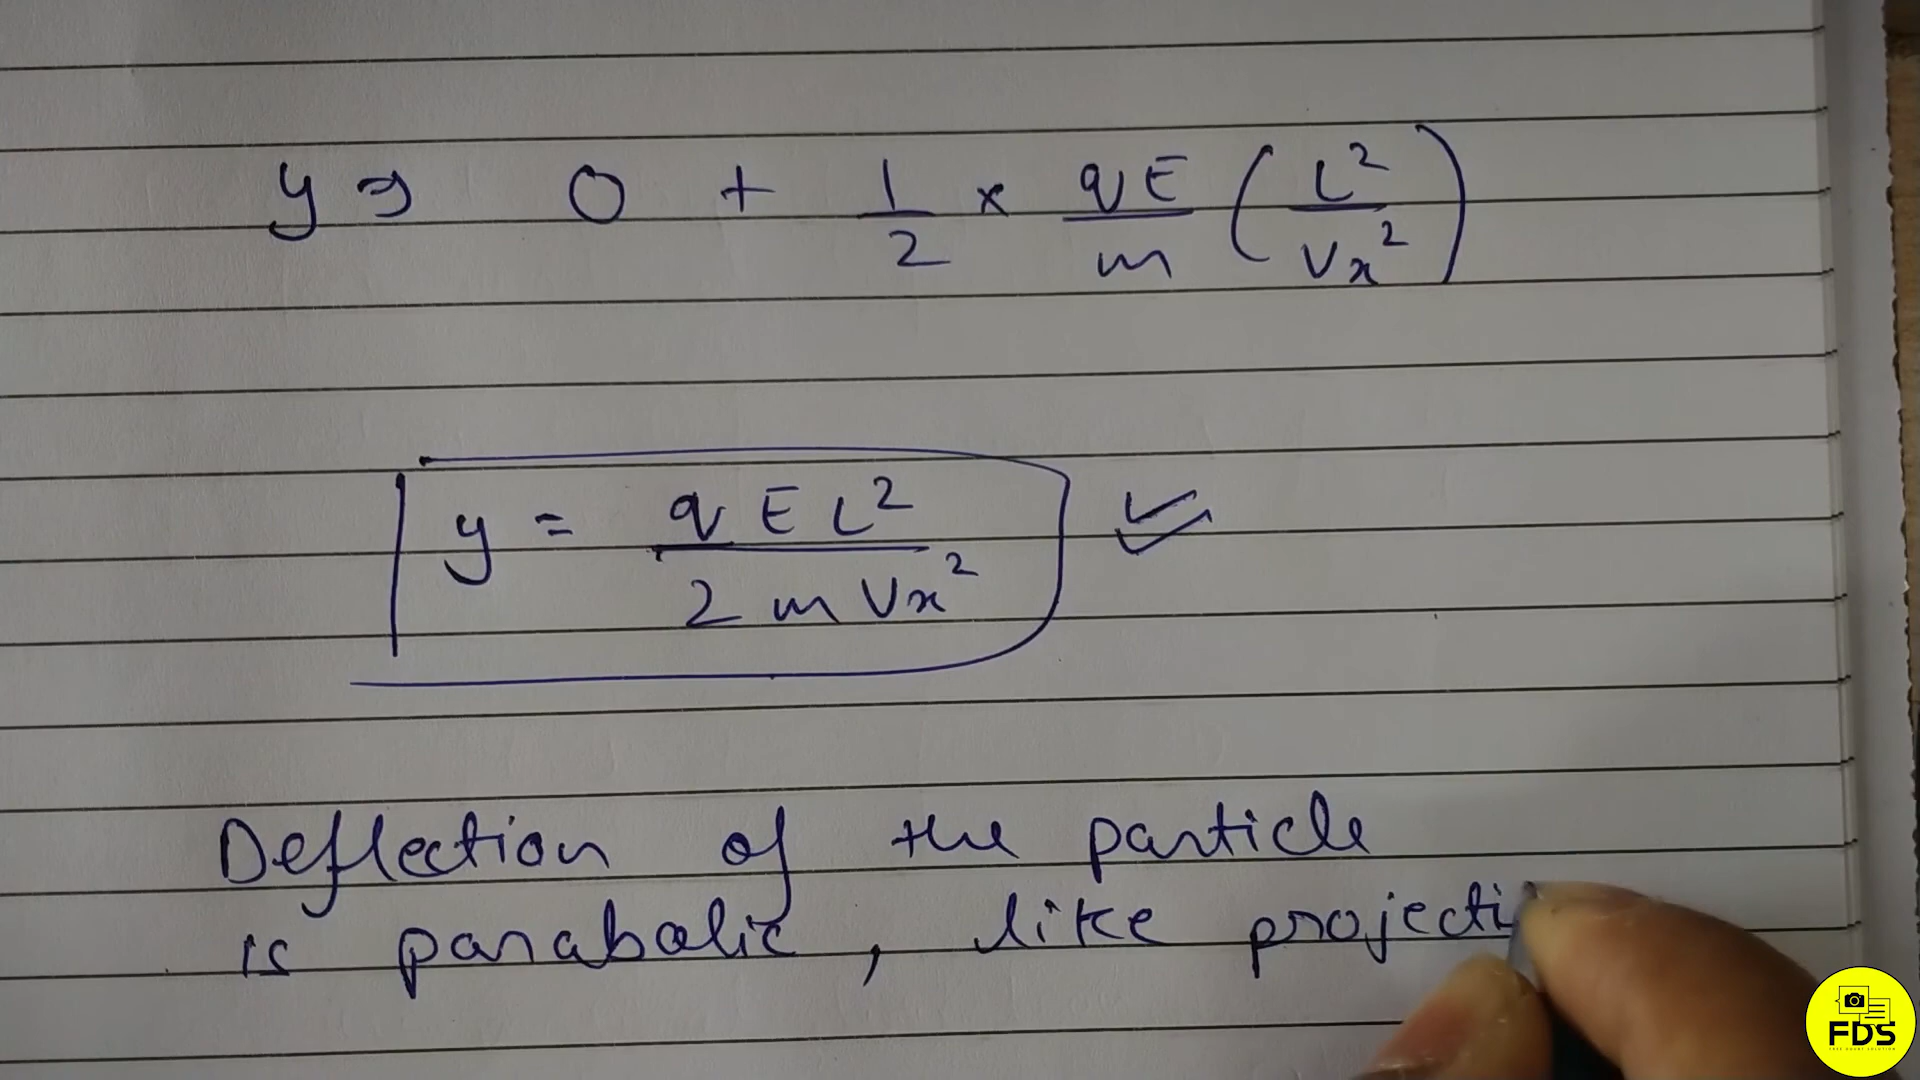 y ⇒ 0 + 1/2 × qE/m (L²/Vx²)
y = qEL²/2mVx²
Deflection of the particle
is parabolic, like projecti
FDS